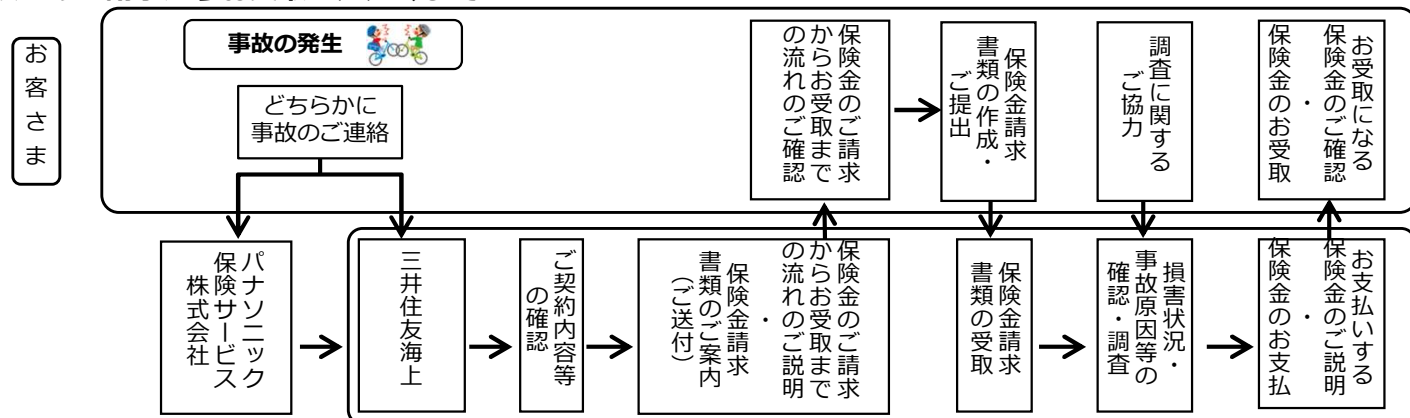 お客さま
事故の発生
どちらかに
事故のご連絡
保険金のご請求
からお受取まで
の流れのご確認
保険金請求
書類の作成・
ご提出
調査に関する
ご協力
お受取になる
保険金のご確認
・
保険金のお受取
パナソニック
保険サービス
株式会社
三井住友海上
ご契約内容等
の確認
保険金のご請求
からお受取まで
の流れのご説明
・
保険金請求
書類のご案内
(ご送付)
保険金請求
書類の受取
損害状況・
事故原因等の
確認・調査
お支払いする
保険金のご説明
・
保険金のお支払